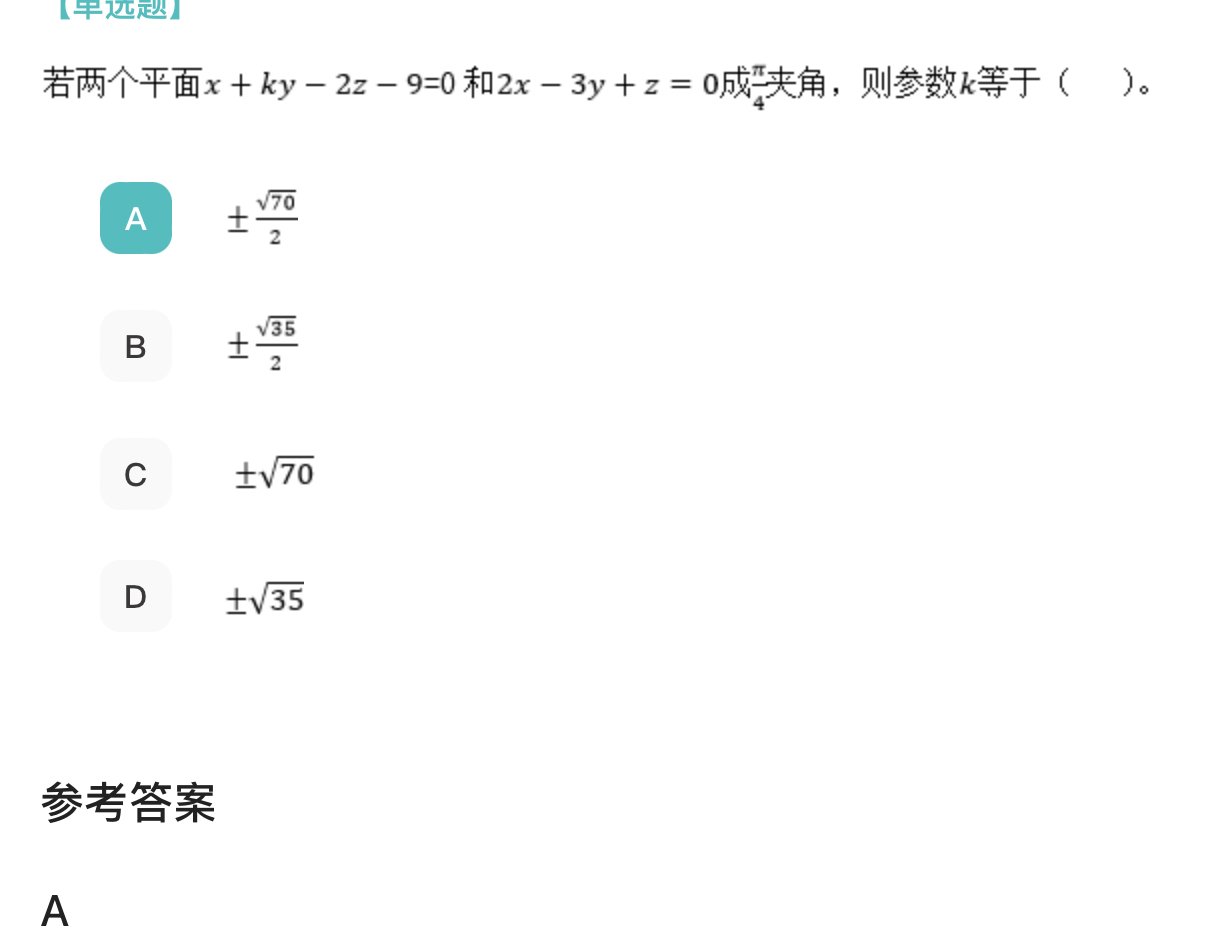 【单选题】
若两个平面x + ky − 2z − 9=0 和2x − 3y + z = 0成π/4夹角，则参数k等于（ ）。
A ±√70/2
B ±√35/2
C ±√70
D ±√35
参考答案
A